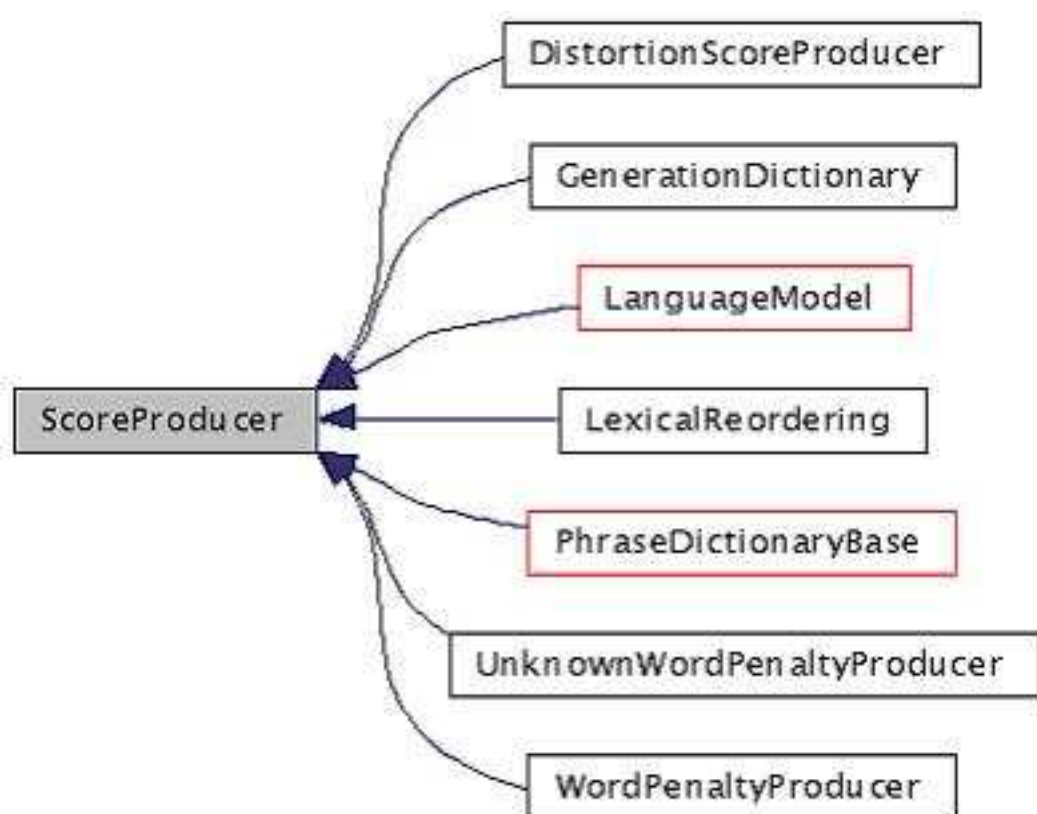 DistortionScoreProducer
GenerationDictionary
LanguageModel
ScoreProducer
LexicalReordering
PhraseDictionaryBase
UnknownWordPenaltyProducer
WordPenaltyProducer